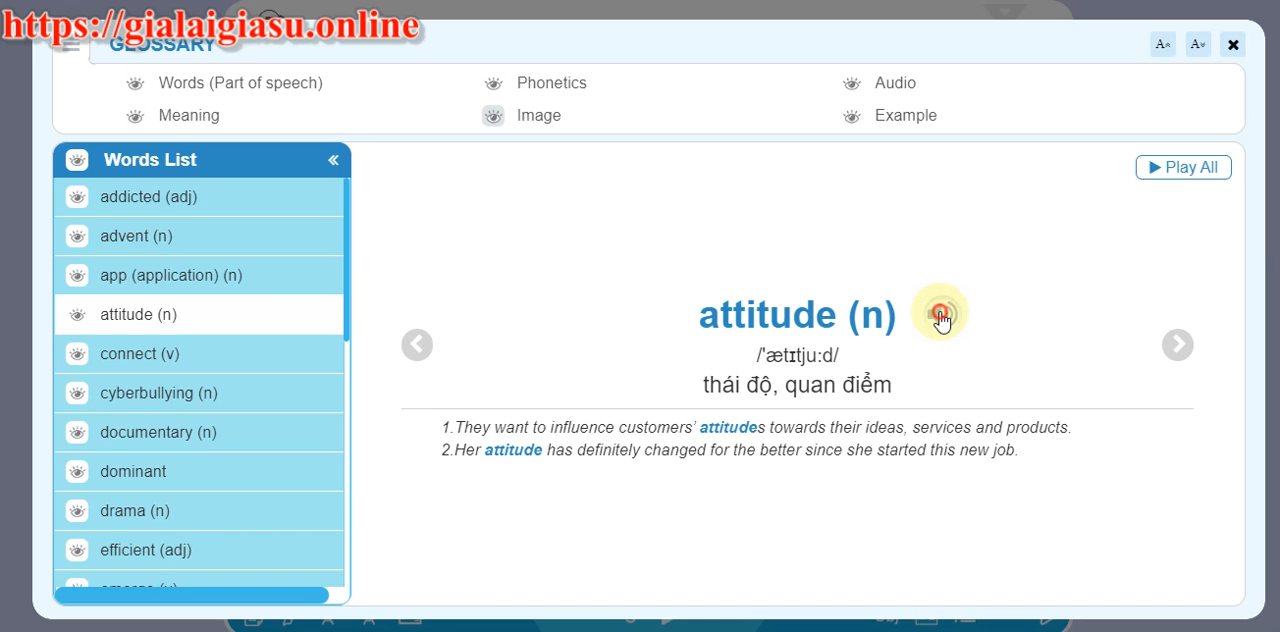 https://gialaigiasu.online
GLOSSARY
Words (Part of speech)
Phonetics
Audio
Meaning
Image
Example
Words List
Play All
addicted (adj)
advent (n)
app (application) (n)
attitude (n)
connect (v)
cyberbullying (n)
documentary (n)
dominant
drama (n)
efficient (adj)
attitude (n)
/'ætɪtju:d/
thái độ, quan điểm
1.They want to influence customers’ attitudes towards their ideas, services and products.
2.Her attitude has definitely changed for the better since she started this new job.